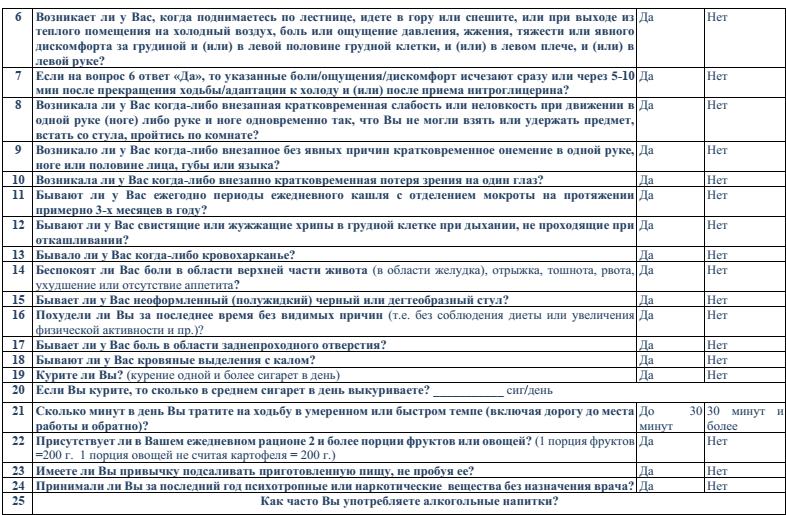 6 Возникает ли у Вас, когда поднимаетесь по лестнице, идете в гору или спешите, или при выходе из Да Нет
теплого помещения на холодный воздух, боль или ощущение давления, жжения, тяжести или явного
дискомфорта за грудиной и (или) в левой половине грудной клетки, и (или) в левом плече, и (или) в
левой руке?
7 Если на вопрос 6 ответ «Да», то указанные боли/ощущения/дискомфорт исчезают сразу или через 5-10 Да Нет
мин после прекращения ходьбы/адаптации к холоду и (или) после приема нитроглицерина?
8 Возникала ли у Вас когда-либо внезапная кратковременная слабость или неловкость при движении в Да Нет
одной руке (ноге) либо руке и ноге одновременно так, что Вы не могли взять или удержать предмет,
встать со стула, пройтись по комнате?
9 Возникало ли у Вас когда-либо внезапное без явных причин кратковременное онемение в одной руке, Да Нет
ноге или половине лица, губы или языка?
10 Возникала ли у Вас когда-либо внезапно кратковременная потеря зрения на один глаз? Да Нет
11 Бывают ли у Вас ежегодно периоды ежедневного кашля с отделением мокроты на протяжении Да Нет
примерно 3-х месяцев в году?
12 Бывают ли у Вас свистящие или жужжащие хрипы в грудной клетке при дыхании, не проходящие при Да Нет
откашливании?
13 Бывало ли у Вас когда-либо кровохарканье? Да Нет
14 Беспокоят ли Вас боли в области верхней части живота (в области желудка), отрыжка, тошнота, рвота, Да Нет
ухудшение или отсутствие аппетита?
15 Бывает ли у Вас неоформленный (полужидкий) черный или дегтеобразный стул? Да Нет
16 Похудели ли Вы за последнее время без видимых причин (т.е. без соблюдения диеты или увеличения Да Нет
физической активности и пр.)?
17 Бывает ли у Вас боль в области заднепроходного отверстия? Да Нет
18 Бывают ли у Вас кровяные выделения с калом? Да Нет
19 Курите ли Вы? (курение одной и более сигарет в день) Да Нет
20 Если Вы курите, то сколько в среднем сигарет в день выкуриваете? ___________ сиг/день
21 Сколько минут в день Вы тратите на ходьбу в умеренном или быстром темпе (включая дорогу до места До 30 30 минут и
работы и обратно)? минут более
22 Присутствует ли в Вашем ежедневном рационе 2 и более порции фруктов или овощей? (1 порция фруктов Да Нет
=200 г. 1 порция овощей не считая картофеля = 200 г.)
23 Имеете ли Вы привычку подсаливать приготовленную пищу, не пробуя ее? Да Нет
24 Принимали ли Вы за последний год психотропные или наркотические вещества без назначения врача? Да Нет
25 Как часто Вы употребляете алкогольные напитки?